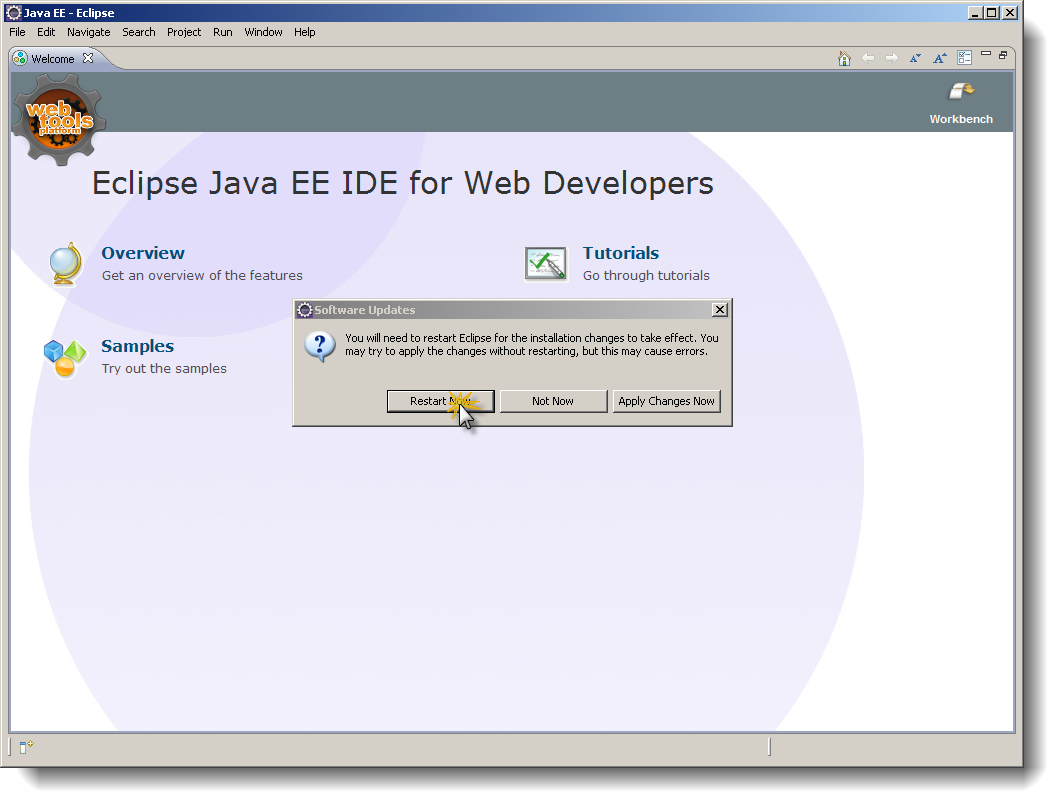 Java EE - Eclipse
File Edit Navigate Search Project Run Window Help
Welcome
web
tools
platform
Workbench
Eclipse Java EE IDE for Web Developers
Overview
Get an overview of the features
Tutorials
Go through tutorials
Samples
Try out the samples
Software Updates
You will need to restart Eclipse for the installation changes to take effect. You
may try to apply the changes without restarting, but this may cause errors.
Restart Now Not Now Apply Changes Now